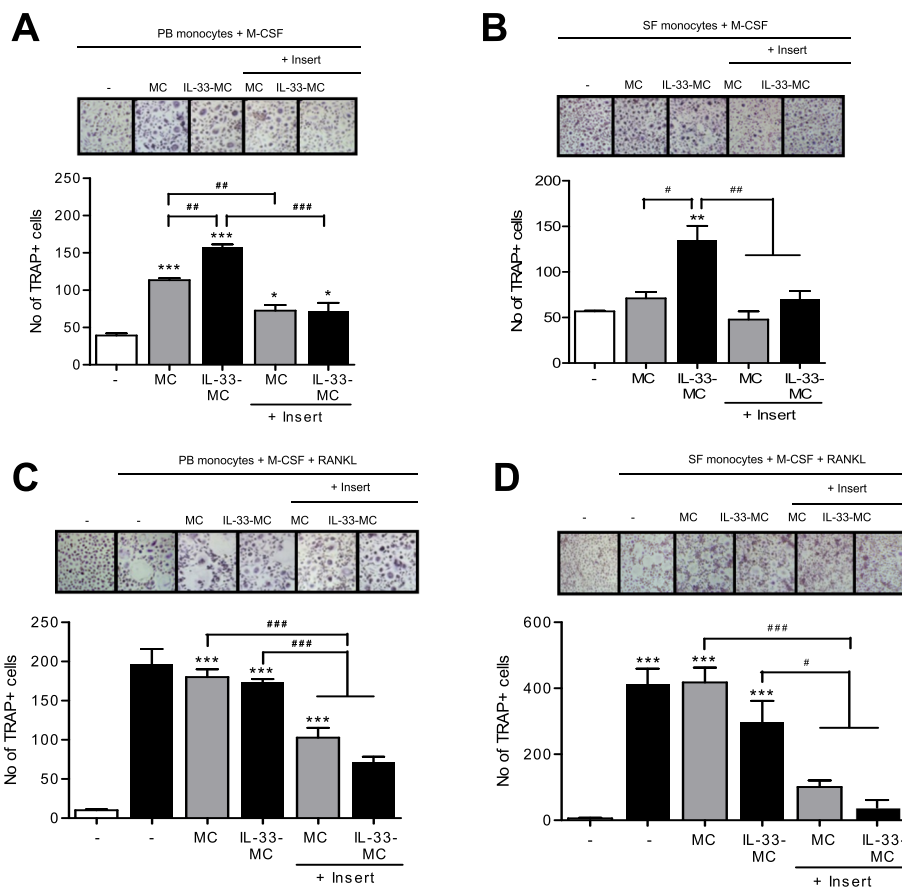 A
PB monocytes + M-CSF
+ Insert
- MC IL-33-MC MC IL-33-MC
No of TRAP+ cells
250
200
150
100
50
0
##
## ###
*** *** * *
- MC IL-33-MC MC IL-33-MC
+ Insert
B
SF monocytes + M-CSF
+ Insert
- MC IL-33-MC MC IL-33-MC
No of TRAP+ cells
200
150
100
50
0
# ##
**
- MC IL-33-MC MC IL-33-MC
+ Insert
C
PB monocytes + M-CSF + RANKL
+ Insert
- - MC IL-33-MC MC IL-33-MC
No of TRAP+ cells
250
200
150
100
50
0
###
###
*** *** ***
- - MC IL-33-MC MC IL-33-MC
+ Insert
D
SF monocytes + M-CSF + RANKL
+ Insert
- - MC IL-33-MC MC IL-33-MC
No of TRAP+ cells
600
400
200
0
###
#
*** *** ***
- - MC IL-33-MC MC IL-33-MC
+ Insert